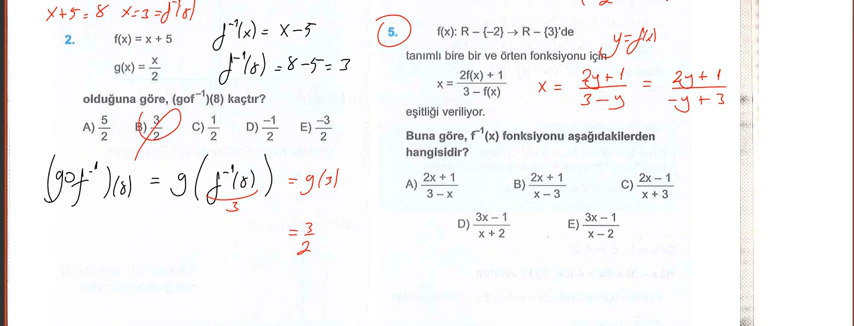 x+5=8 x=3=f⁻¹(8)
2. f(x) = x + 5
f⁻¹(x) = x-5
g(x) = x/2
f⁻¹(8) = 8-5 = 3
olduğuna göre, (gof⁻¹)(8) kaçtır?
A) 5/2 B) 3/2 C) 1/2 D) -1/2 E) -3/2
(gof⁻¹)(8) = g(f⁻¹(8)) = g(3)
3
= 3/2
5. f(x): R – {–2} → R – {3}'de
y=f(x)
tanımlı bire bir ve örten fonksiyonu için
x = 2f(x) + 1 / 3 – f(x)
x = 2y+1 / 3-y = 2y+1 / -y+3
eşitliği veriliyor.
Buna göre, f⁻¹(x) fonksiyonu aşağıdakilerden
hangisidir?
A) 2x + 1 / 3 – x B) 2x + 1 / x – 3 C) 2x – 1 / x + 3
D) 3x – 1 / x + 2 E) 3x – 1 / x – 2